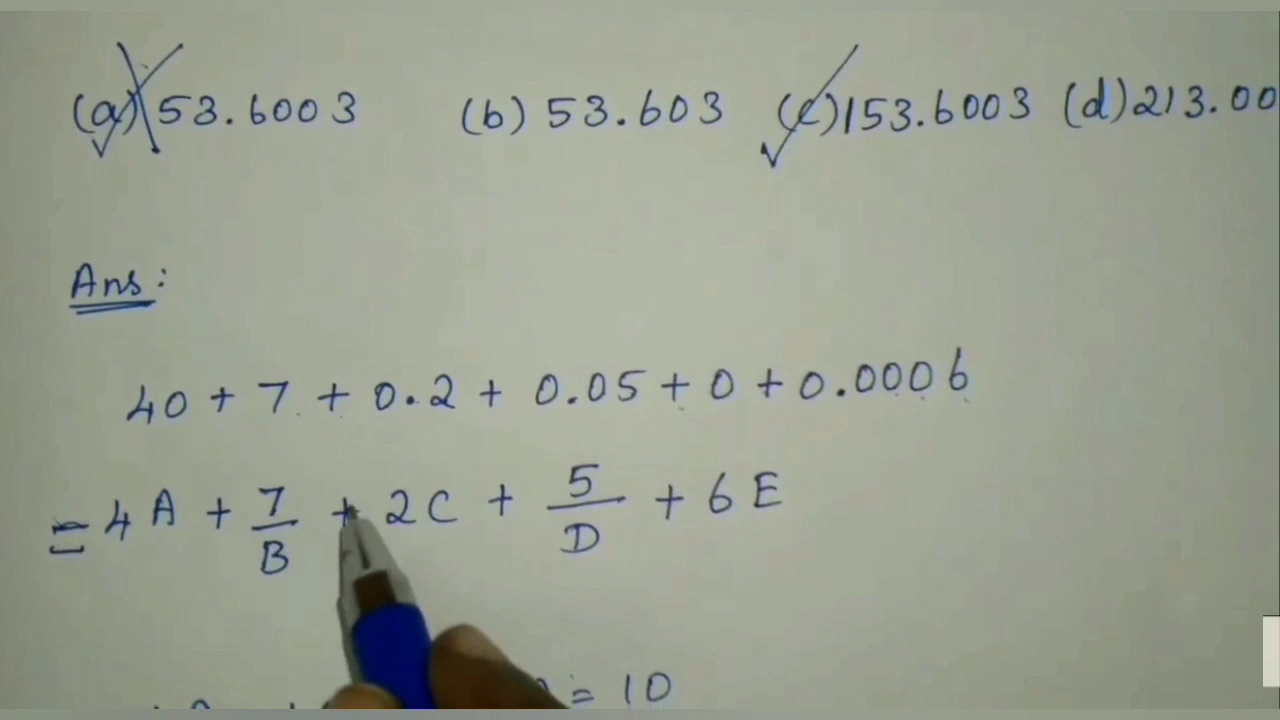 (a) 53.6003 (b) 53.603 (c) 153.6003 (d) 213.00
Ans:
40 + 7 + 0.2 + 0.05 + 0 + 0.0006
= 4A + 7/B + 2C + 5/D + 6E
= 10